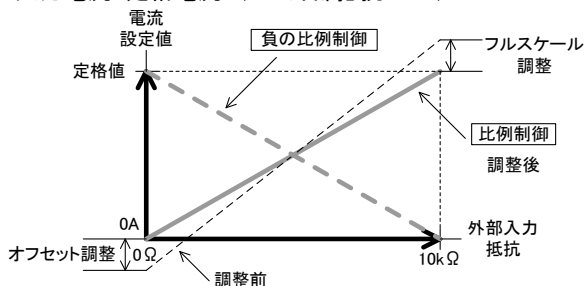 電流
設定値
負の比例制御
フルスケール
調整
定格値
比例制御
調整後
0A
外部入力
抵抗
オフセット調整
0Ω
10kΩ
調整前